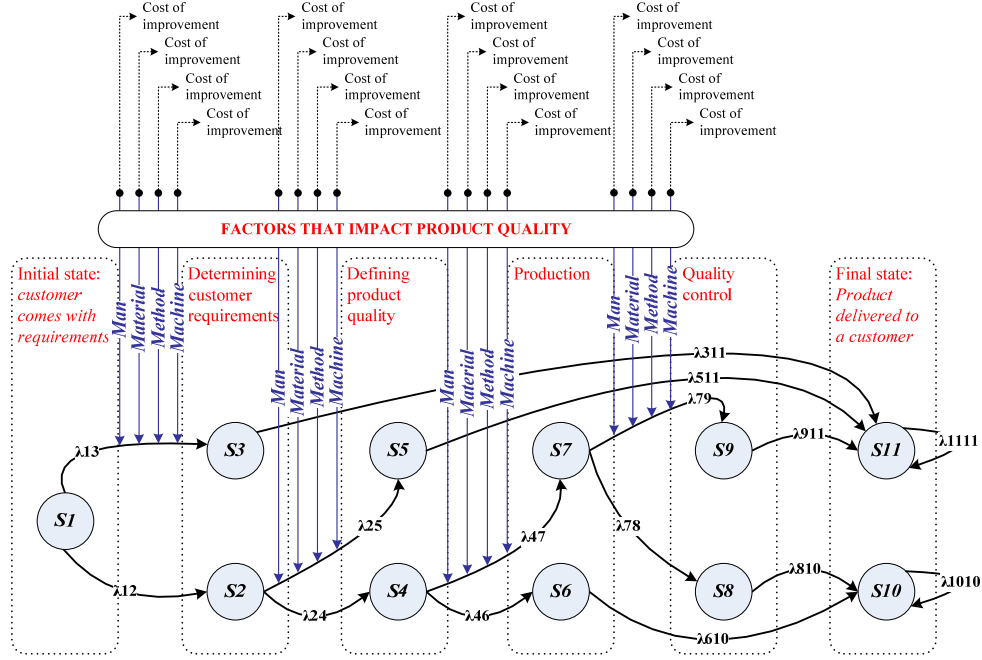 Cost of
improvement
Cost of
improvement
Cost of
improvement
Cost of
improvement
Cost of
improvement
Cost of
improvement
Cost of
improvement
Cost of
improvement
Cost of
improvement
Cost of
improvement
Cost of
improvement
Cost of
improvement
Cost of
improvement
Cost of
improvement
Cost of
improvement
Cost of
improvement
FACTORS THAT IMPACT PRODUCT QUALITY
Initial state:
customer
comes with
requirements
Determining
customer
requirements
Defining
product
quality
Production
Quality
control
Final state:
Product
delivered to
a customer
Man
Material
Method
Machine
Man
Material
Method
Machine
Man
Material
Method
Machine
Man
Material
Method
Machine
λ311
λ511
λ79
λ13
S3
S5
S7
S9
λ911
S11
λ1111
S1
λ25
λ47
λ78
λ12
S2
λ24
S4
λ46
S6
S8
λ810
S10
λ1010
λ610